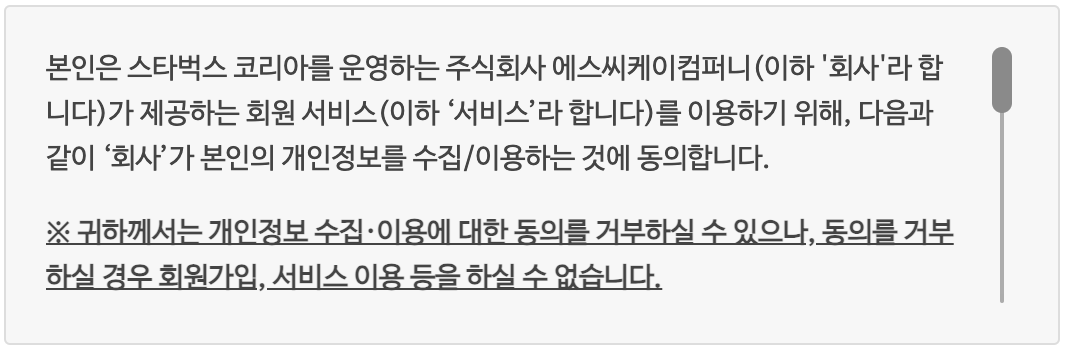 본인은 스타벅스 코리아를 운영하는 주식회사 에스씨케이컴퍼니(이하 '회사'라 합
니다)가 제공하는 회원 서비스(이하 ‘서비스’라 합니다)를 이용하기 위해, 다음과
같이 ‘회사’가 본인의 개인정보를 수집/이용하는 것에 동의합니다.
※ 귀하께서는 개인정보 수집·이용에 대한 동의를 거부하실 수 있으나, 동의를 거부
하실 경우 회원가입, 서비스 이용 등을 하실 수 없습니다.